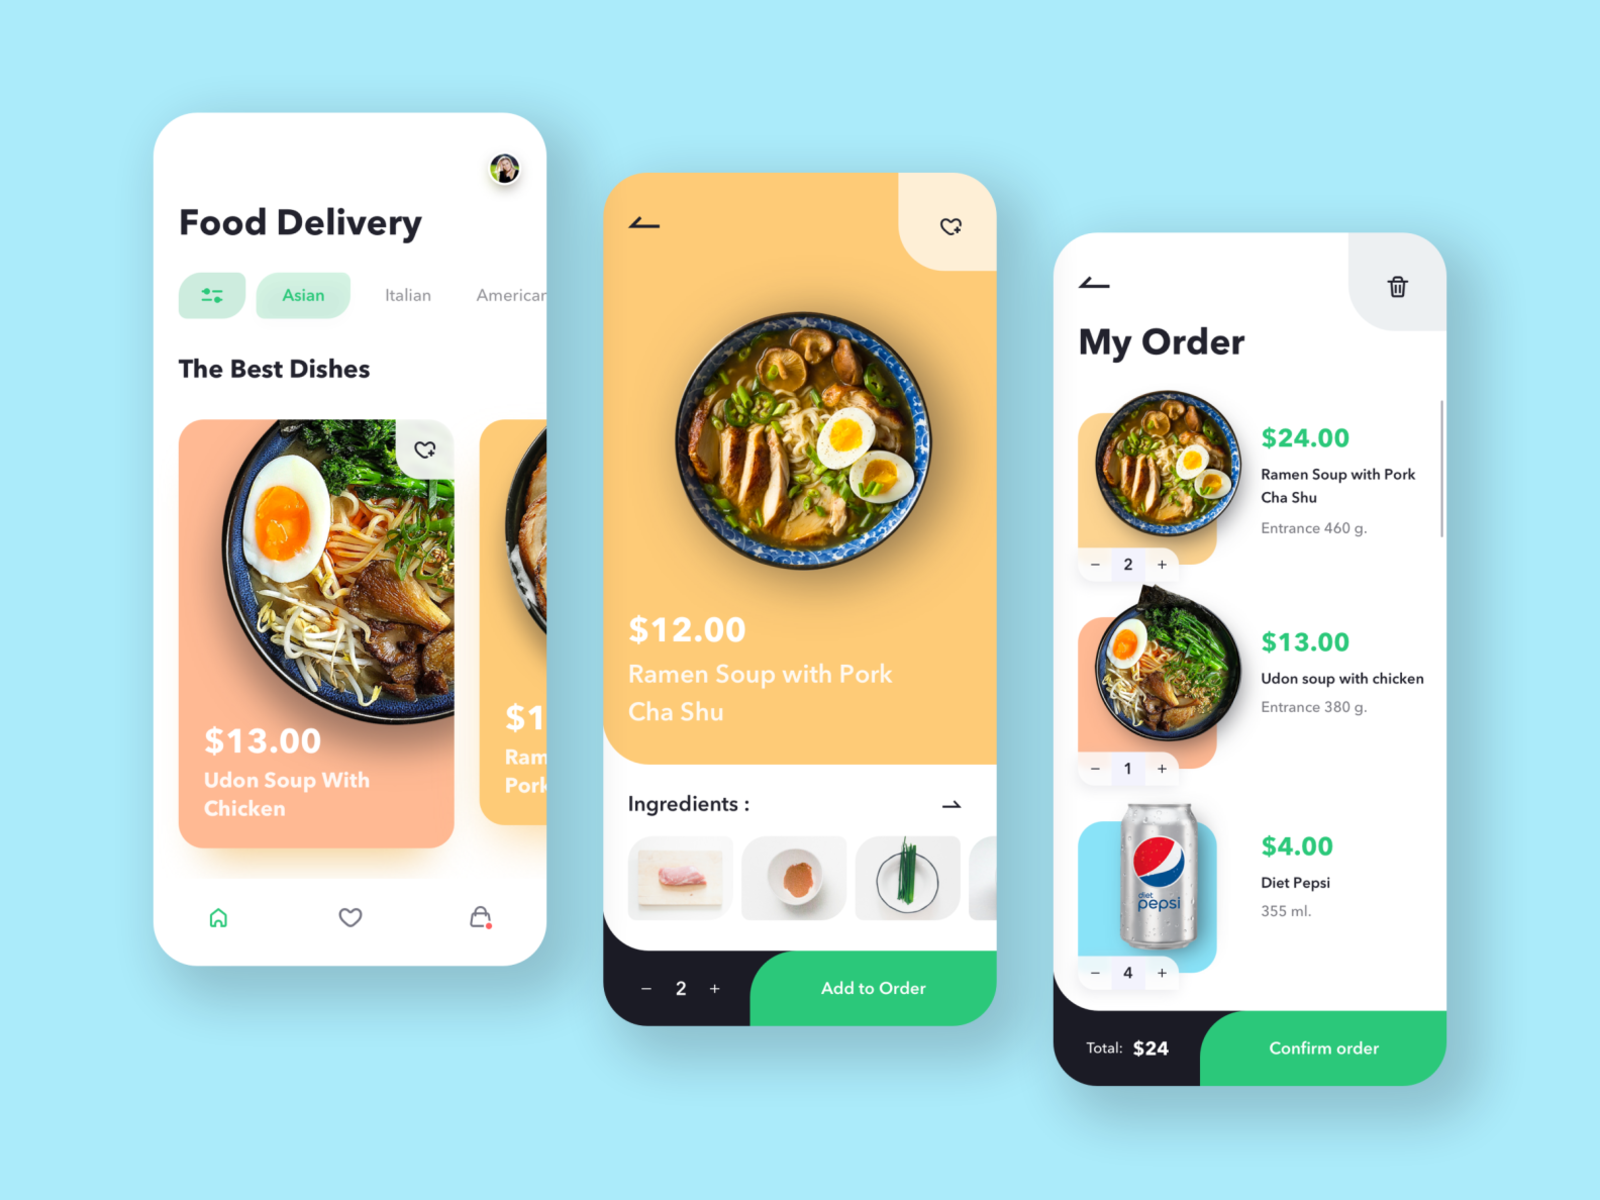 Food Delivery
Asian
Italian
American
The Best Dishes
$13.00
Udon Soup With
Chicken
$1
Ram
Pork
$12.00
Ramen Soup with Pork
Cha Shu
Ingredients :
− 2 +
Add to Order
My Order
$24.00
Ramen Soup with Pork
Cha Shu
Entrance 460 g.
− 2 +
$13.00
Udon soup with chicken
Entrance 380 g.
− 1 +
diet
pepsi
$4.00
Diet Pepsi
355 ml.
− 4 +
Total: $24
Confirm order